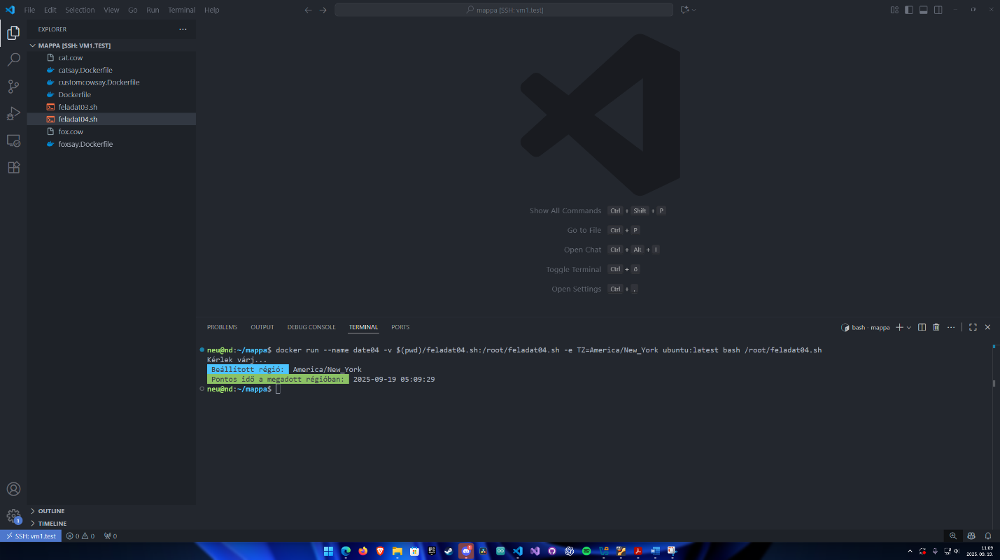 File Edit Selection View Go Run Terminal Help
mappa [SSH: vm1.test]
EXPLORER
MAPPA [SSH: VM1.TEST]
cat.cow
catsay.Dockerfile
customcowsay.Dockerfile
Dockerfile
feladat03.sh
feladat04.sh
fox.cow
foxsay.Dockerfile
Show All Commands Ctrl + Shift + P
Go to File Ctrl + P
Open Chat Ctrl + Alt + I
Toggle Terminal Ctrl + ö
Open Settings Ctrl + ,
PROBLEMS OUTPUT DEBUG CONSOLE TERMINAL PORTS
bash - mappa
neu@nd:~/mappa$ docker run --name date04 -v $(pwd)/feladat04.sh:/root/feladat04.sh -e TZ=America/New_York ubuntu:latest bash /root/feladat04.sh
Kérlek várj...
Beállított régió: America/New_York
Pontos idő a megadott régióban: 2025-09-19 05:09:29
neu@nd:~/mappa$
OUTLINE
1
TIMELINE
SSH: vm1.test 0 0 0
11:09
2025. 09. 19.